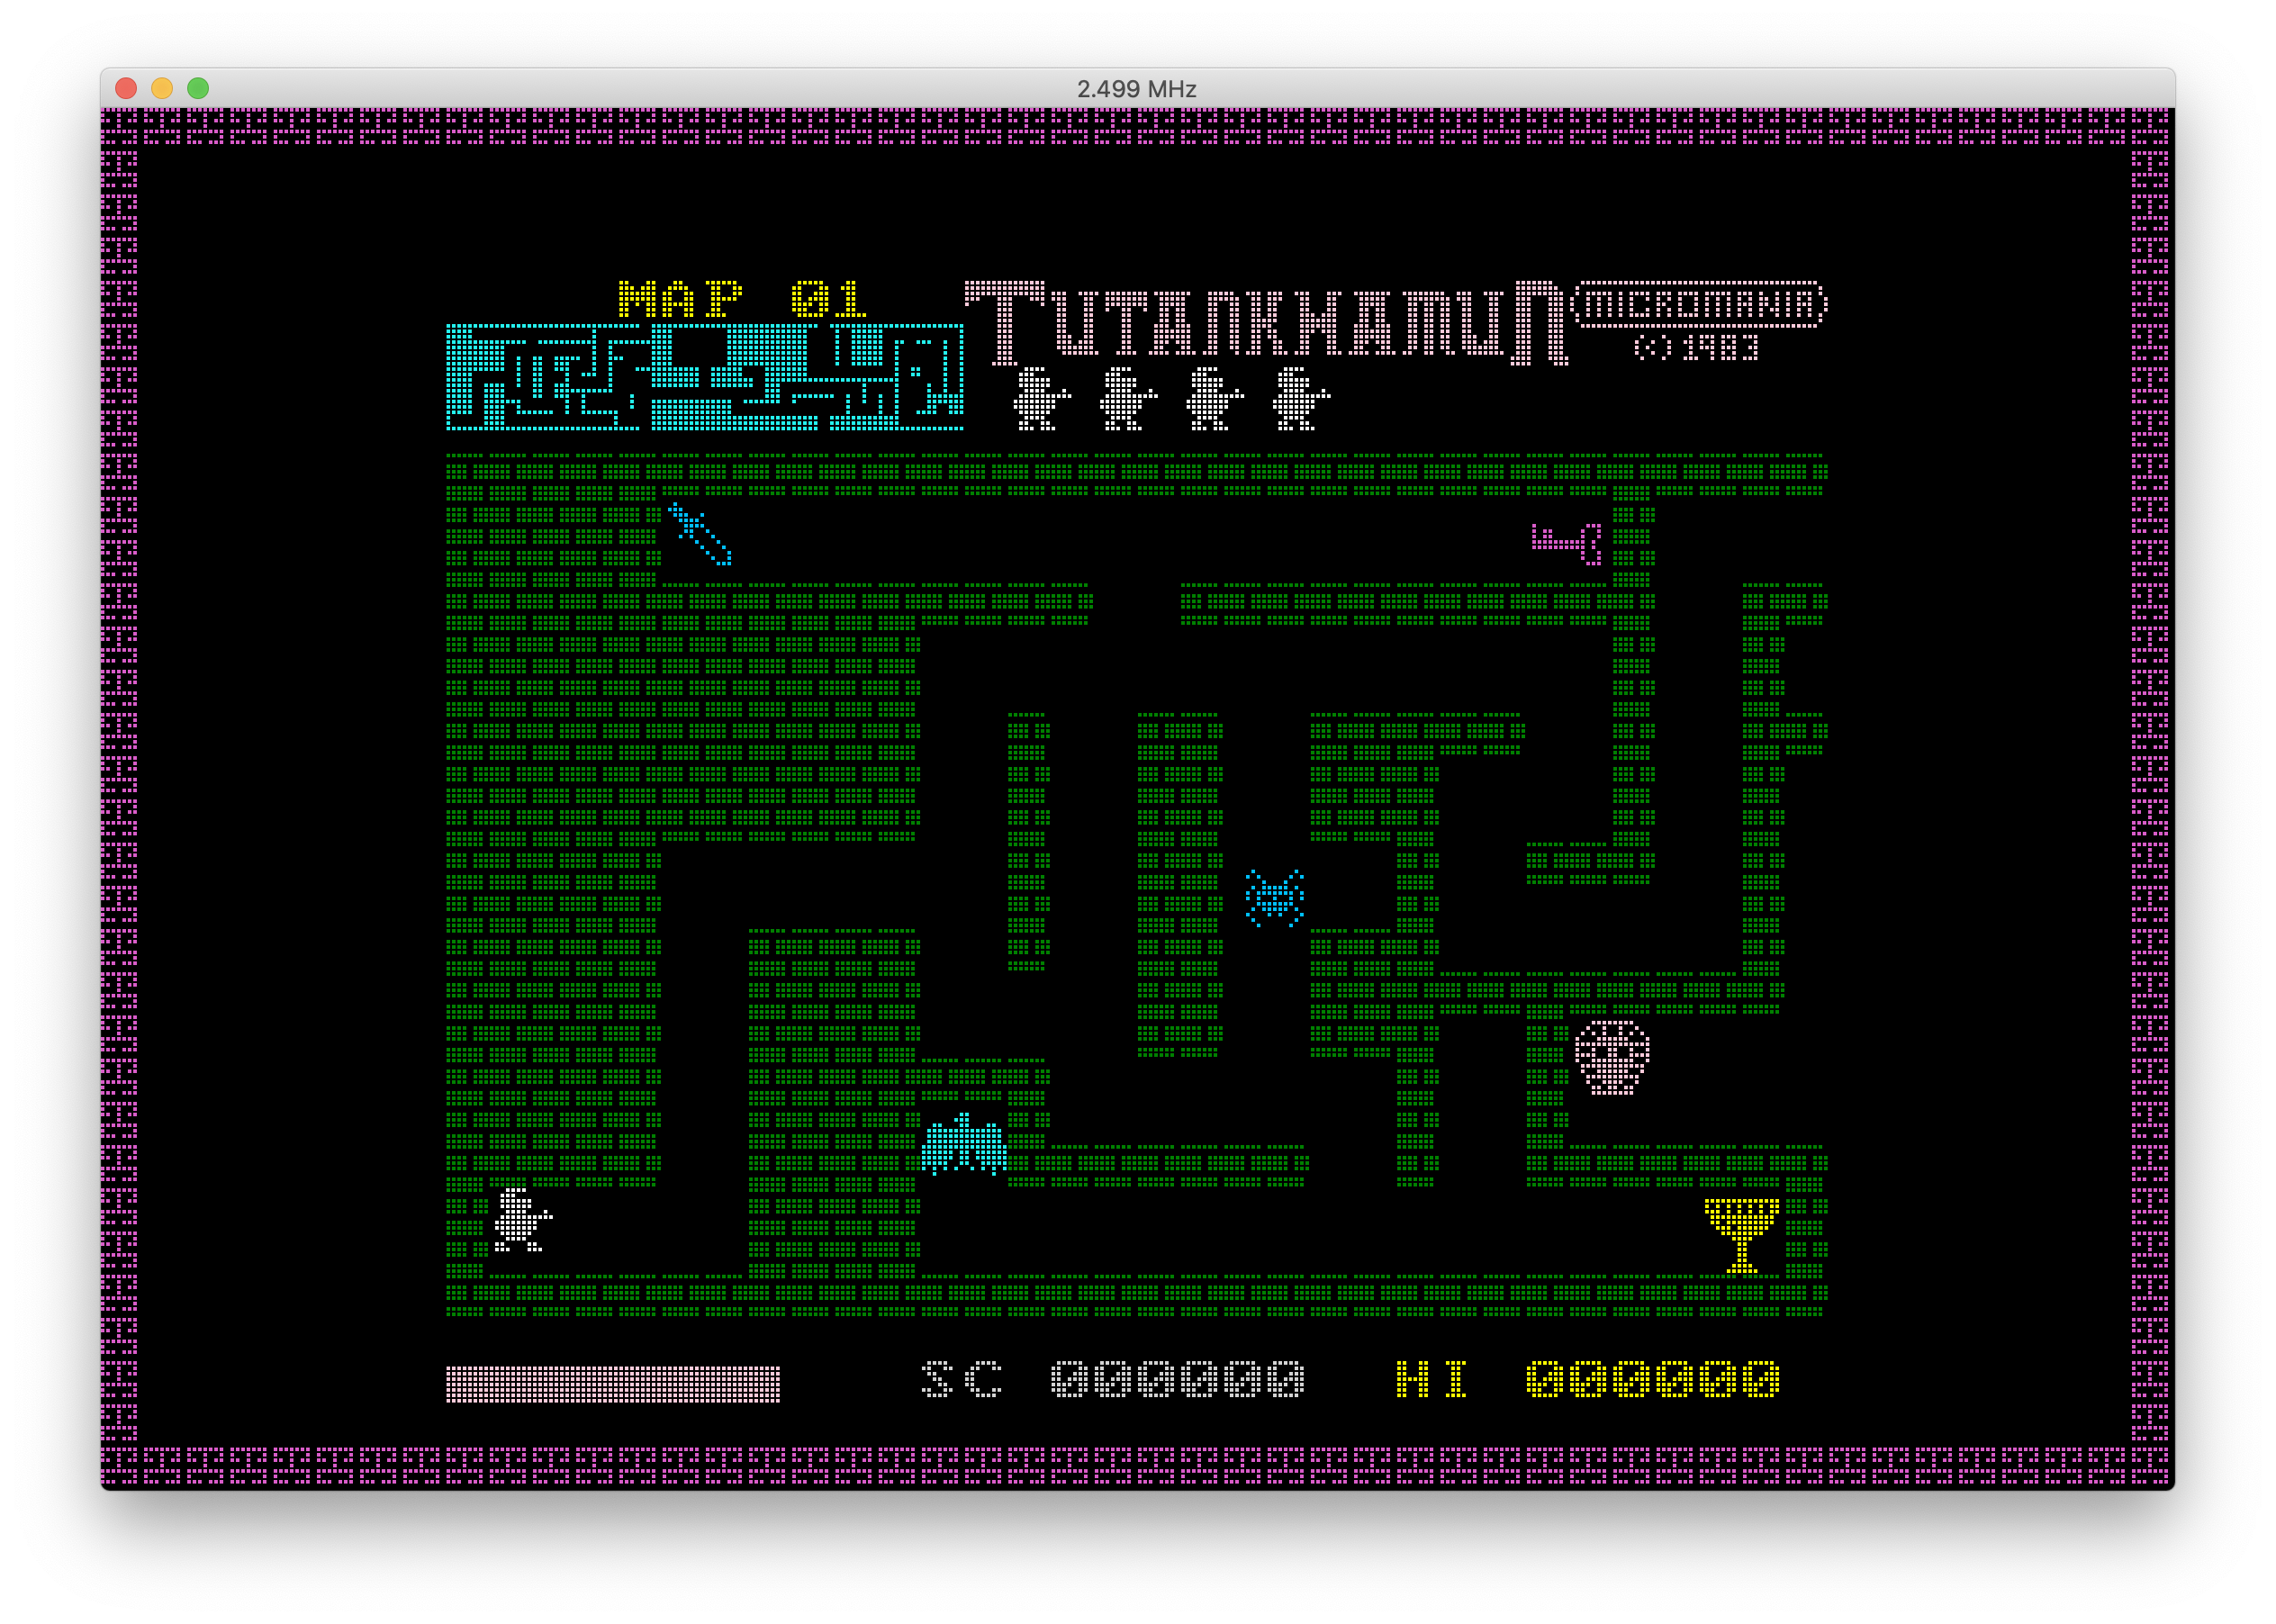 2.499 MHz
MAP 01
TUTANKHAMUN
MICROMANIA
(c) 1983
SC 000000 HI 000000